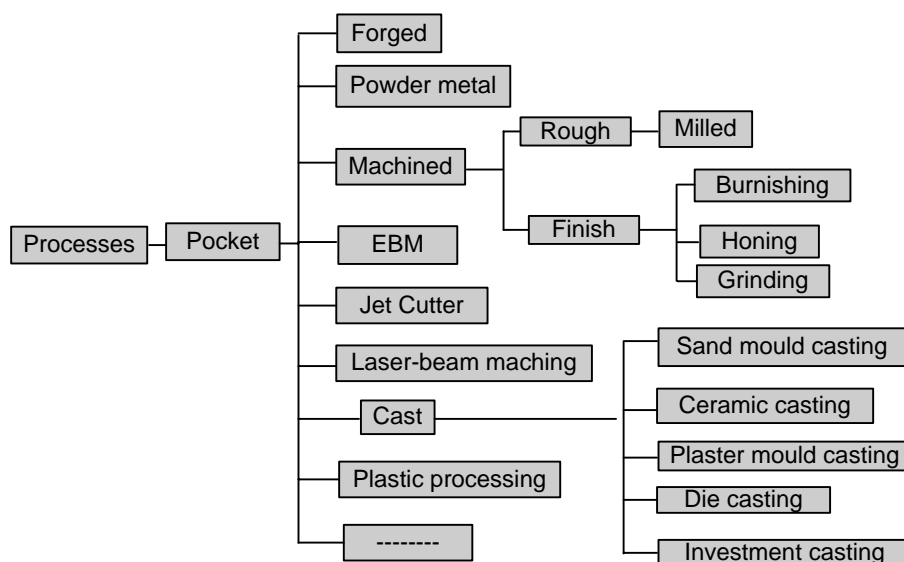 Forged
Powder metal
Rough
Milled
Machined
Burnishing
Processes
Pocket
EBM
Finish
Honing
Grinding
Jet Cutter
Sand mould casting
Laser-beam maching
Ceramic casting
Cast
Plaster mould casting
Plastic processing
Die casting
--------
Investment casting